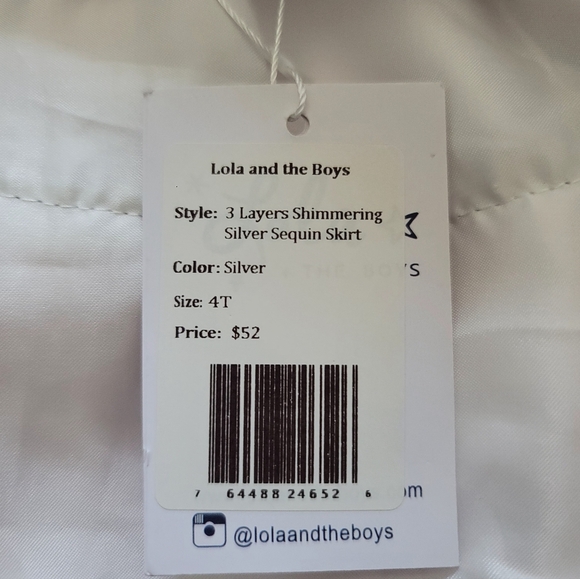 Lola and the Boys
Style: 3 Layers Shimmering
Silver Sequin Skirt
Color: Silver
Size: 4T
Price: $52
7 64488 24652 6
@lolaandtheboys